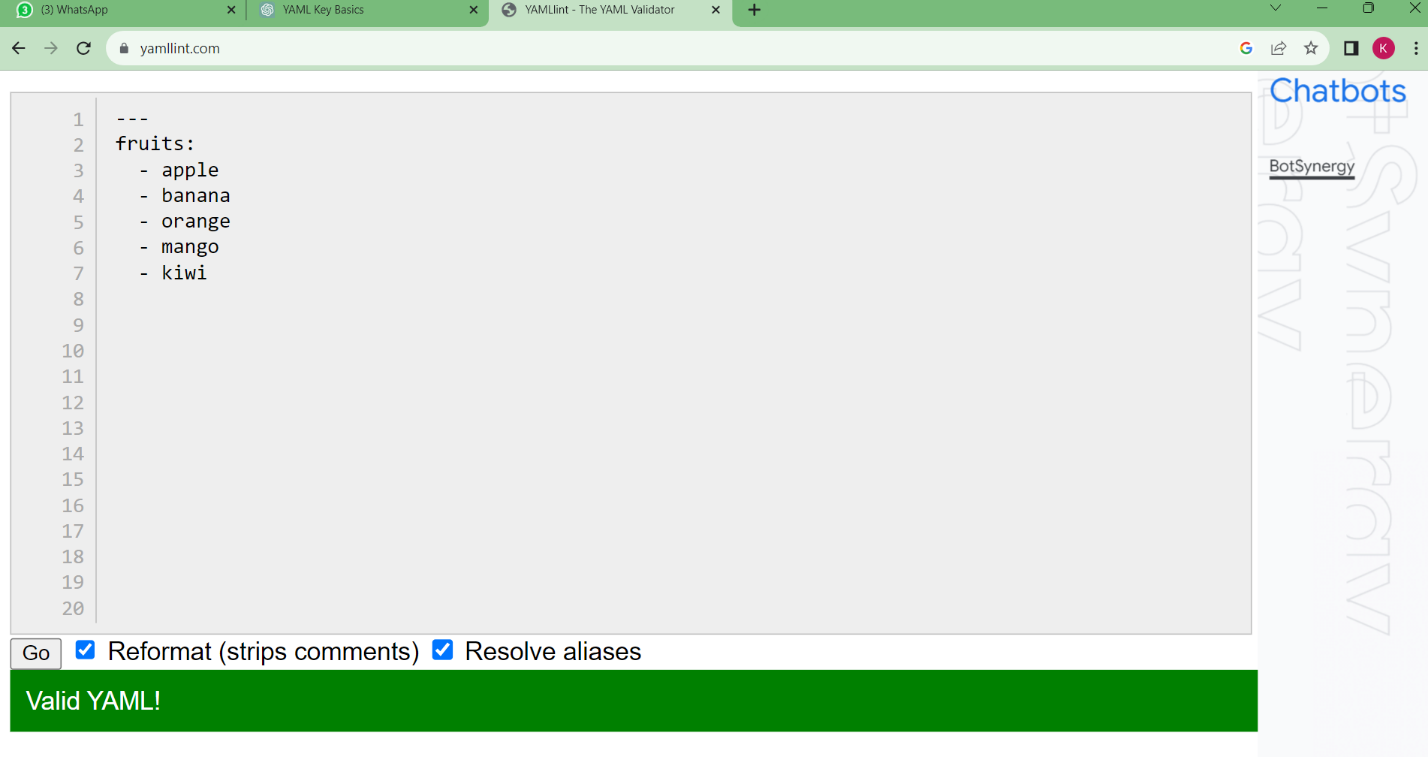 (3) WhatsApp
YAML Key Basics
YAMLlint - The YAML Validator
yamllint.com
K
1 ---
2 fruits:
3 - apple
4 - banana
5 - orange
6 - mango
7 - kiwi
8
9
10
11
12
13
14
15
16
17
18
19
20
Go
Reformat (strips comments)
Resolve aliases
Valid YAML!
Chatbots
BotSynergy